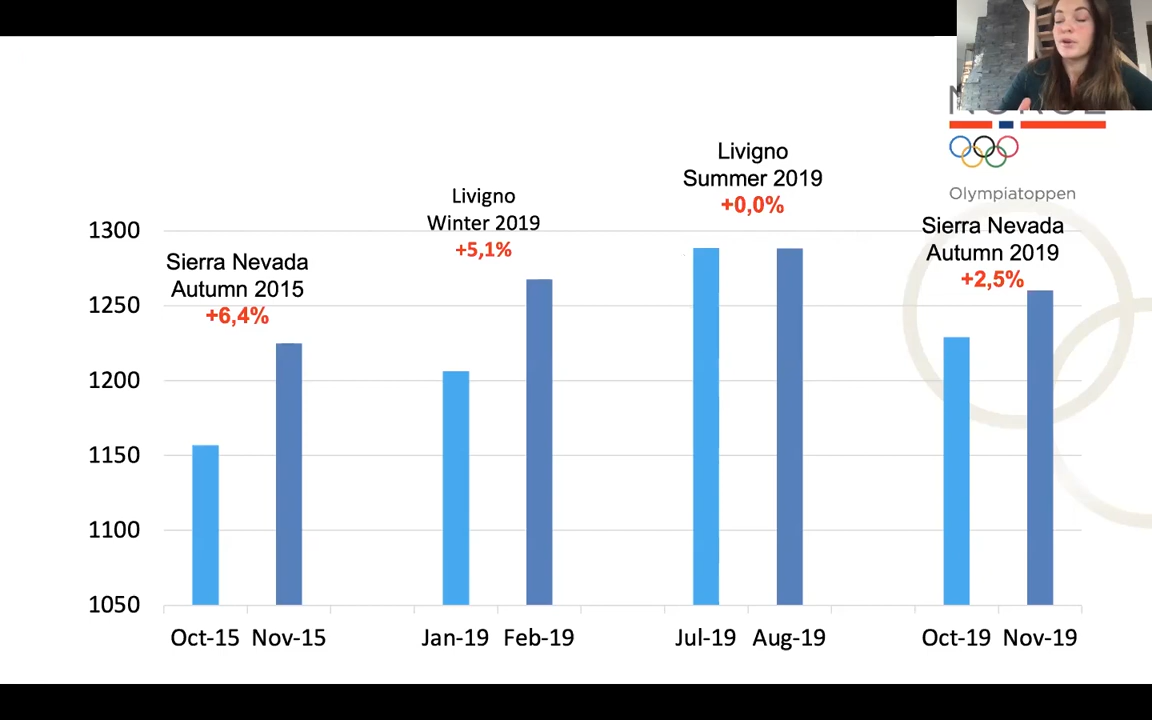 Livigno
Summer 2019
+0,0%
Olympiatoppen
Livigno
Winter 2019
+5,1%
Sierra Nevada
Autumn 2019
+2,5%
Sierra Nevada
Autumn 2015
+6,4%
1300
1250
1200
1150
1100
1050
Oct-15 Nov-15 Jan-19 Feb-19 Jul-19 Aug-19 Oct-19 Nov-19